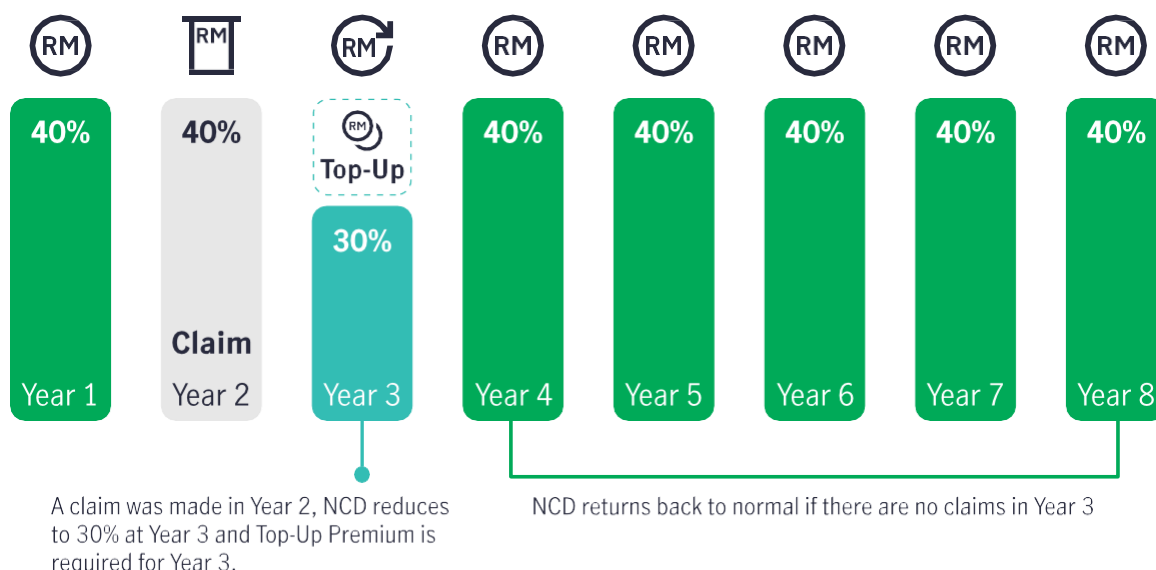 RM RM RM RM RM RM RM RM
40% 40% RM 40% 40% 40% 40% 40%
Top-Up
30%
Claim
Year 1 Year 2 Year 3 Year 4 Year 5 Year 6 Year 7 Year 8
A claim was made in Year 2, NCD reduces
to 30% at Year 3 and Top-Up Premium is
required for Year 3.
NCD returns back to normal if there are no claims in Year 3